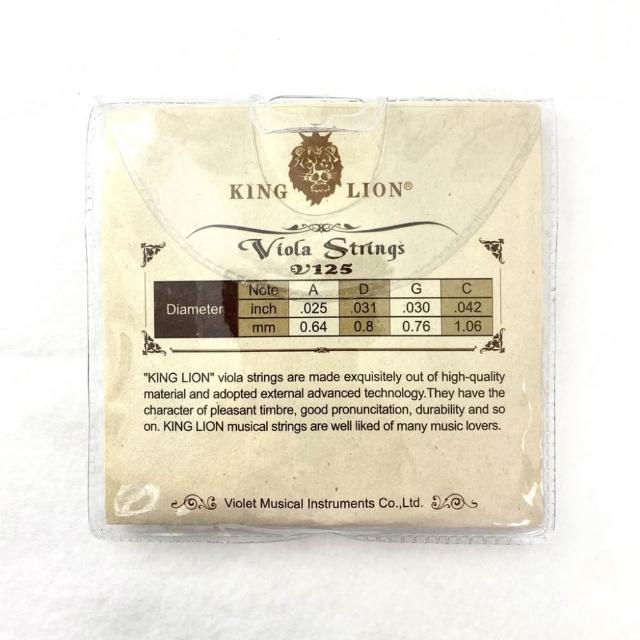 KING LION®
Viola Strings
V125
Diameter Note A D G C
inch .025 .031 .030 .042
mm 0.64 0.8 0.76 1.06
"KING LION" viola strings are made exquisitely out of high-quality
material and adopted external advanced technology.They have the
character of pleasant timbre, good pronuncitation, durability and so
on. KING LION musical strings are well liked of many music lovers.
Violet Musical Instruments Co.,Ltd.